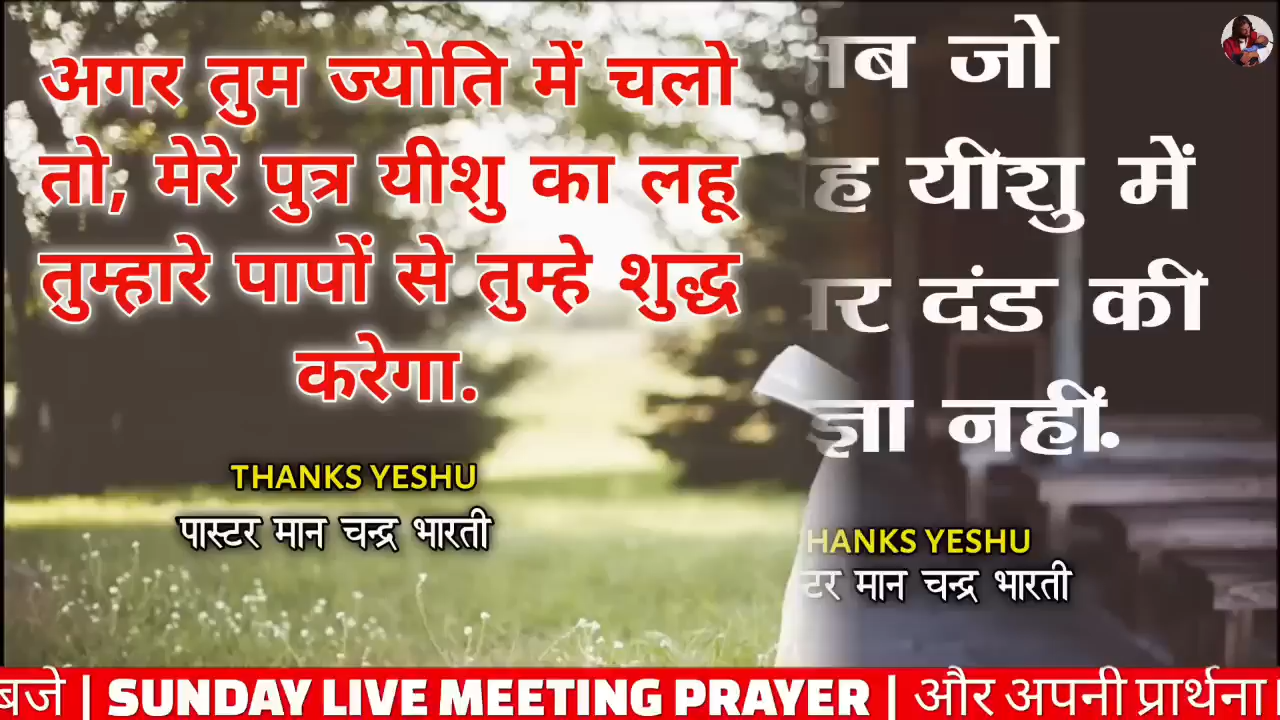 अगर तुम ज्योति में चलो
तो, मेरे पुत्र यीशु का लहू
तुम्हारे पापों से तुम्हे शुद्ध
करेगा.
THANKS YESHU
पास्टर मान चन्द्र भारती
जो
यीशु में
दंड की
नहीं.
HANKS YESHU
टर मान चन्द्र भारती
बजे | SUNDAY LIVE MEETING PRAYER | और अपनी प्रार्थना